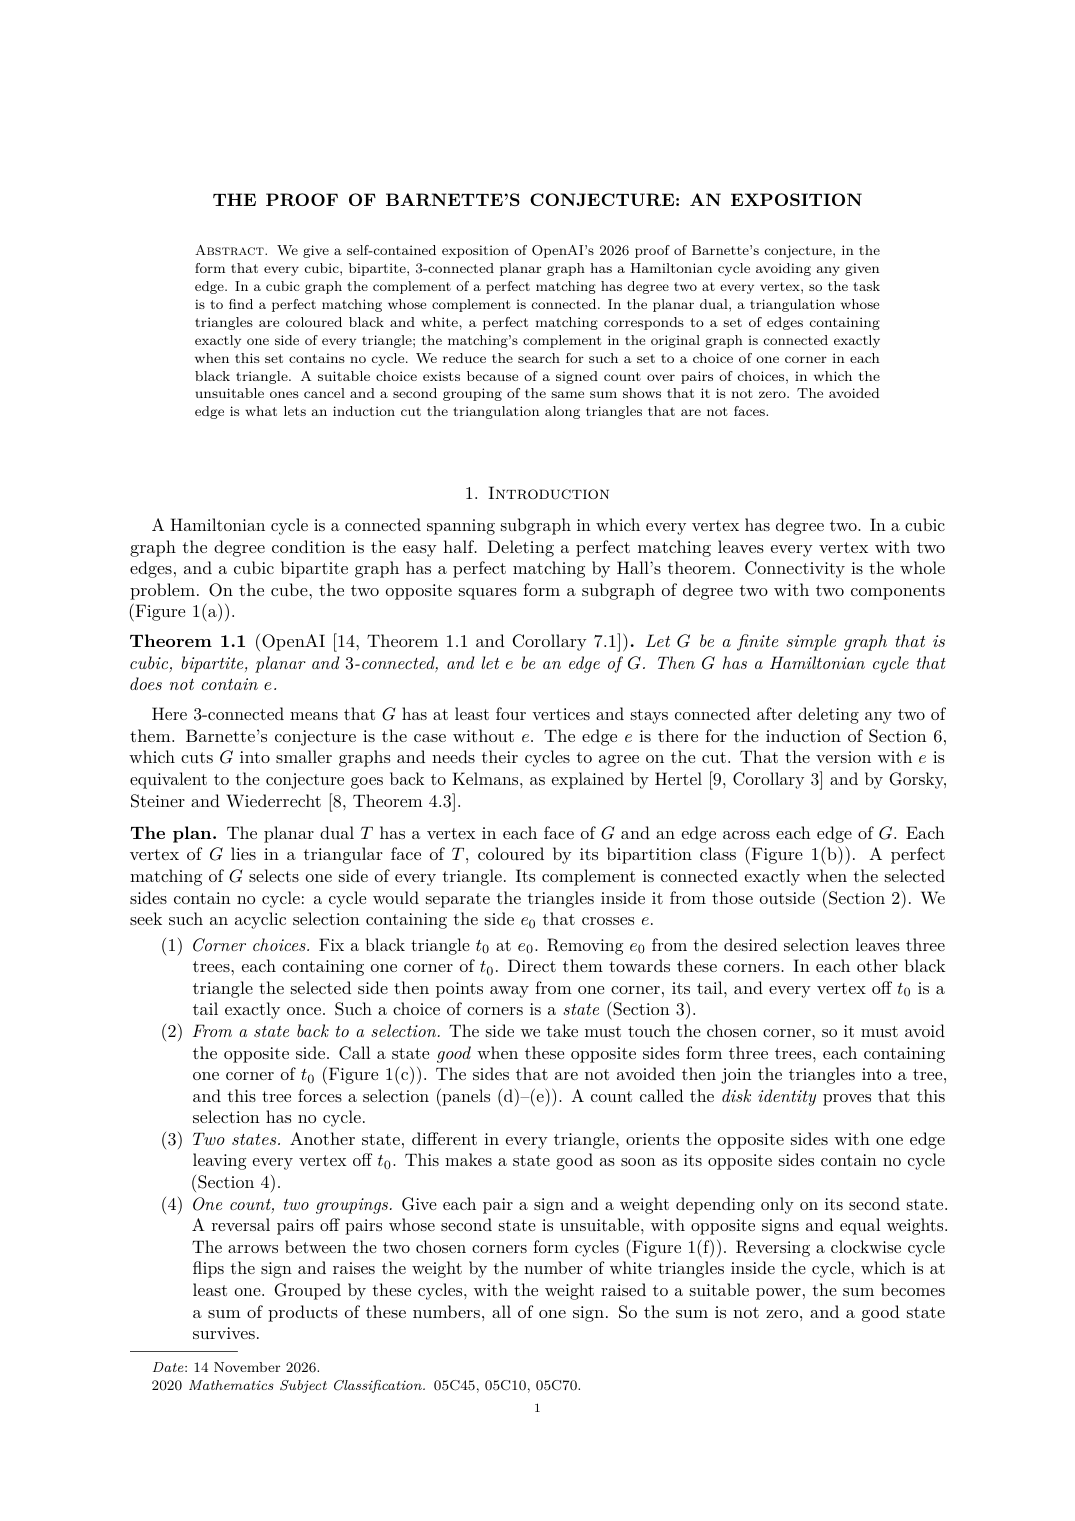 THE PROOF OF BARNETTE'S CONJECTURE: AN EXPOSITION
ABSTRACT. We give a self-contained exposition of OpenAI's 2026 proof of Barnette's conjecture, in the
form that every cubic, bipartite, 3-connected planar graph has a Hamiltonian cycle avoiding any given
edge. In a cubic graph the complement of a perfect matching has degree two at every vertex, so the task
is to find a perfect matching whose complement is connected. In the planar dual, a triangulation whose
triangles are coloured black and white, a perfect matching corresponds to a set of edges containing
exactly one side of every triangle; the matching's complement in the original graph is connected exactly
when this set contains no cycle. We reduce the search for such a set to a choice of one corner in each
black triangle. A suitable choice exists because of a signed count over pairs of choices, in which the
unsuitable ones cancel and a second grouping of the same sum shows that it is not zero. The avoided
edge is what lets an induction cut the triangulation along triangles that are not faces.
1. INTRODUCTION
A Hamiltonian cycle is a connected spanning subgraph in which every vertex has degree two. In a cubic
graph the degree condition is the easy half. Deleting a perfect matching leaves every vertex with two
edges, and a cubic bipartite graph has a perfect matching by Hall's theorem. Connectivity is the whole
problem. On the cube, the two opposite squares form a subgraph of degree two with two components
(Figure 1(a)).
Theorem 1.1 (OpenAI [14, Theorem 1.1 and Corollary 7.1]). Let G be a finite simple graph that is
cubic, bipartite, planar and 3-connected, and let e be an edge of G. Then G has a Hamiltonian cycle that
does not contain e.
Here 3-connected means that G has at least four vertices and stays connected after deleting any two of
them. Barnette's conjecture is the case without e. The edge e is there for the induction of Section 6,
which cuts G into smaller graphs and needs their cycles to agree on the cut. That the version with e is
equivalent to the conjecture goes back to Kelmans, as explained by Hertel [9, Corollary 3] and by Gorsky,
Steiner and Wiederrecht [8, Theorem 4.3].
The plan. The planar dual T has a vertex in each face of G and an edge across each edge of G. Each
vertex of G lies in a triangular face of T, coloured by its bipartition class (Figure 1(b)). A perfect
matching of G selects one side of every triangle. Its complement is connected exactly when the selected
sides contain no cycle: a cycle would separate the triangles inside it from those outside (Section 2). We
seek such an acyclic selection containing the side e₀ that crosses e.
(1) Corner choices. Fix a black triangle t₀ at e₀. Removing e₀ from the desired selection leaves three
trees, each containing one corner of t₀. Direct them towards these corners. In each other black
triangle the selected side then points away from one corner, its tail, and every vertex off t₀ is a
tail exactly once. Such a choice of corners is a state (Section 3).
(2) From a state back to a selection. The side we take must touch the chosen corner, so it must avoid
the opposite side. Call a state good when these opposite sides form three trees, each containing
one corner of t₀ (Figure 1(c)). The sides that are not avoided then join the triangles into a tree,
and this tree forces a selection (panels (d)–(e)). A count called the disk identity proves that this
selection has no cycle.
(3) Two states. Another state, different in every triangle, orients the opposite sides with one edge
leaving every vertex off t₀. This makes a state good as soon as its opposite sides contain no cycle
(Section 4).
(4) One count, two groupings. Give each pair a sign and a weight depending only on its second state.
A reversal pairs off pairs whose second state is unsuitable, with opposite signs and equal weights.
The arrows between the two chosen corners form cycles (Figure 1(f)). Reversing a clockwise cycle
flips the sign and raises the weight by the number of white triangles inside the cycle, which is at
least one. Grouped by these cycles, with the weight raised to a suitable power, the sum becomes
a sum of products of these numbers, all of one sign. So the sum is not zero, and a good state
survives.
Date: 14 November 2026.
2020 Mathematics Subject Classification. 05C45, 05C10, 05C70.
1